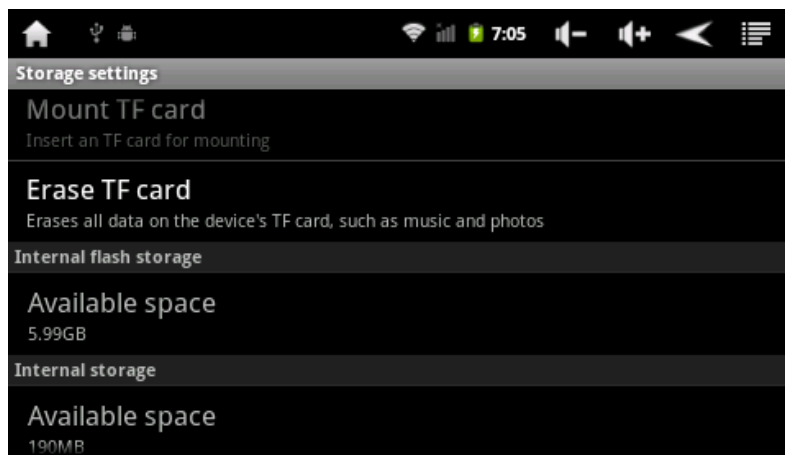 7:05
Storage settings
Mount TF card
Insert an TF card for mounting
Erase TF card
Erases all data on the device's TF card, such as music and photos
Internal flash storage
Available space
5.99GB
Internal storage
Available space
190MB